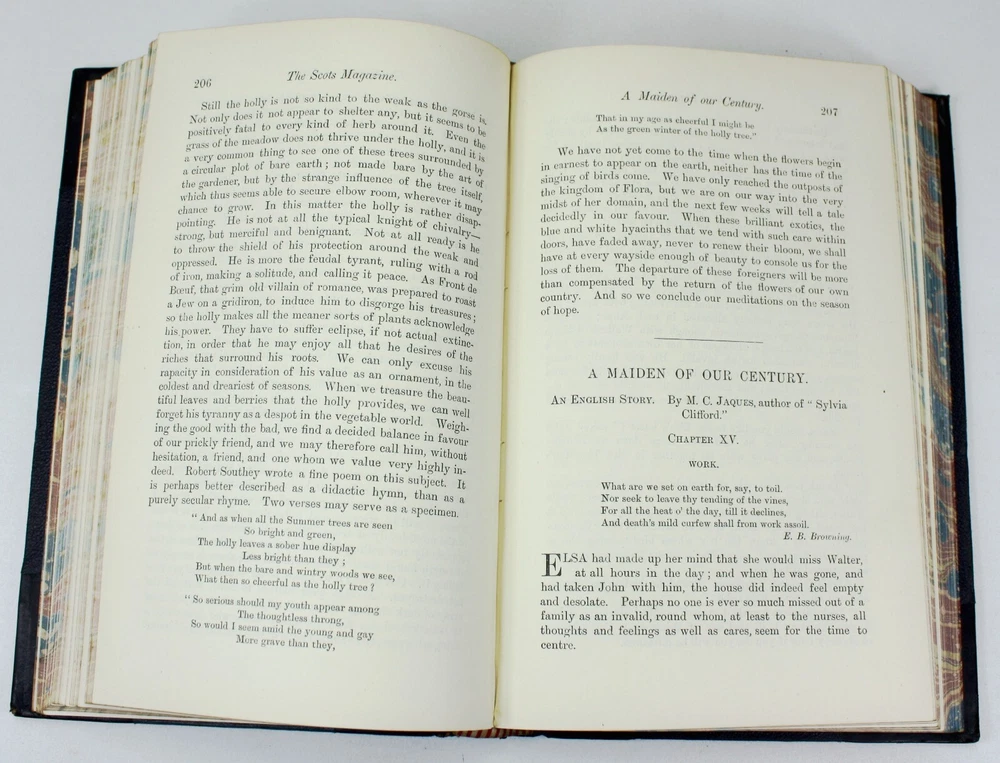 206
The Scots Magazine.
Still the holly is not so kind to the weak as the gorse is.
Not only does it not appear to shelter any, but it seems to be
positively fatal to every kind of herb around it. Even the
grass of the meadow does not thrive under the holly, and it is
a very common thing to see one of these trees surrounded by
a circular plot of bare earth; not made bare by the art of
the gardener, but by the strange influence of the tree itself,
which thus seems able to secure elbow room, wherever it may
chance to grow. In this matter the holly is rather disap-
pointing. He is not at all the typical knight of chivalry—
strong, but merciful and benignant. Not at all ready is he
to throw the shield of his protection around the weak and
oppressed. He is more the feudal tyrant, ruling with a rod
of iron, making a solitude, and calling it peace. As Front de
Bœuf, that grim old villain of romance, was prepared to roast
a Jew on a gridiron, to induce him to disgorge his treasures;
so the holly makes all the meaner sorts of plants acknowledge
his power. They have to suffer eclipse, if not actual extinc-
tion, in order that he may enjoy all that he desires of the
riches that surround his roots. We can only excuse his
rapacity in consideration of his value as an ornament, in the
coldest and dreariest of seasons. When we treasure the beau-
tiful leaves and berries that the holly provides, we can well
forget his tyranny as a despot in the vegetable world. Weigh-
ing the good with the bad, we find a decided balance in favour
of our prickly friend, and we may therefore call him, without
hesitation, a friend, and one whom we value very highly in-
deed. Robert Southey wrote a fine poem on this subject. It
is perhaps better described as a didactic hymn, than as a
purely secular rhyme. Two verses may serve as a specimen.
"And as when all the Summer trees are seen
So bright and green,
The holly leaves a sober hue display
Less bright than they;
But when the bare and wintry woods we see,
What then so cheerful as the holly tree?
"So serious should my youth appear among
The thoughtless throng,
So would I seem amid the young and gay
More grave than they,
A Maiden of our Century.
207
That in my age as cheerful I might be
As the green winter of the holly tree."
We have not yet come to the time when the flowers begin
in earnest to appear on the earth, neither has the time of the
singing of birds come. We have only reached the outposts of
the kingdom of Flora, but we are on our way into the very
midst of her domain, and the next few weeks will tell a tale
decidedly in our favour. When these brilliant exotics, the
blue and white hyacinths that we tend with such care within
doors, have faded away, never to renew their bloom, we shall
have at every wayside enough of beauty to console us for the
loss of them. The departure of these foreigners will be more
than compensated by the return of the flowers of our own
country. And so we conclude our meditations on the season
of hope.
A MAIDEN OF OUR CENTURY.
AN ENGLISH STORY. By M. C. JAQUES, author of "Sylvia
Clifford."
CHAPTER XV.
WORK.
What are we set on earth for, say, to toil.
Nor seek to leave thy tending of the vines,
For all the heat o' the day, till it declines,
And death's mild curfew shall from work assoil.
E. B. Browning.
ELSA had made up her mind that she would miss Walter,
at all hours in the day; and when he was gone, and
had taken John with him, the house did indeed feel empty
and desolate. Perhaps no one is ever so much missed out of a
family as an invalid, round whom, at least to the nurses, all
thoughts and feelings as well as cares, seem for the time to
centre.